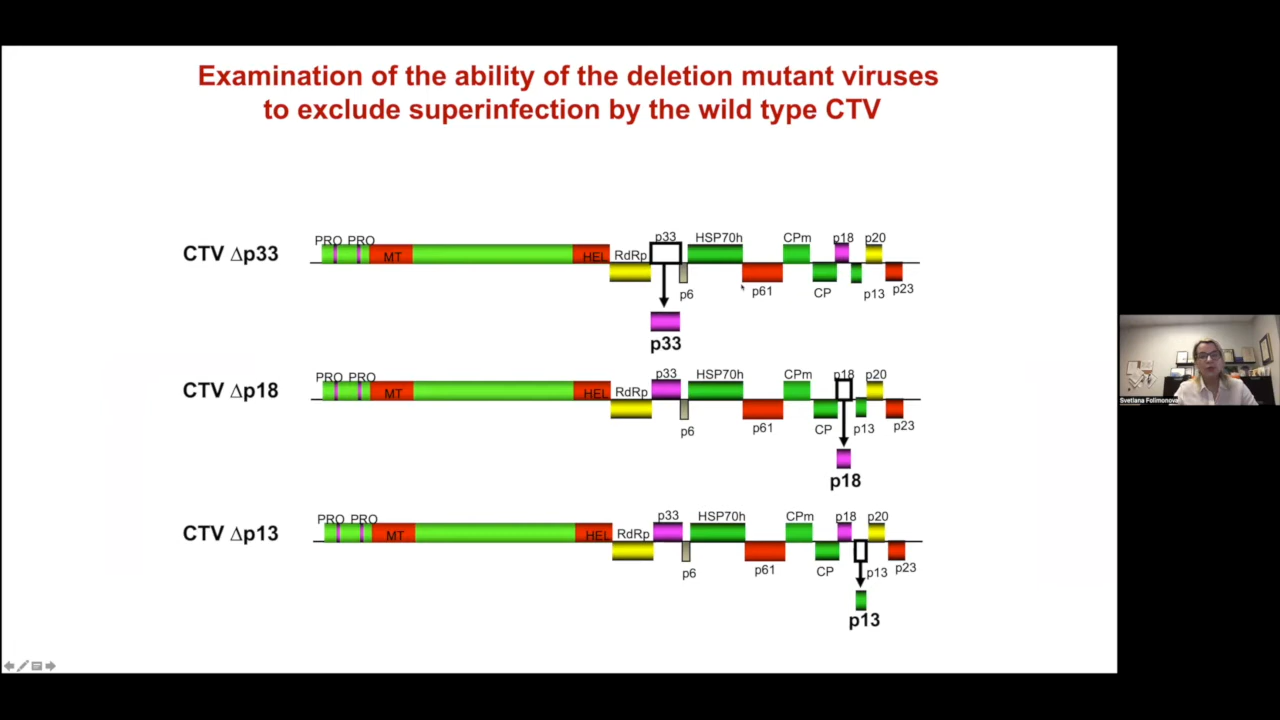 Examination of the ability of the deletion mutant viruses
to exclude superinfection by the wild type CTV
CTV Δp33
PRO PRO MT HEL RdRp p33 p6 HSP70h p61 CPm CP p18 p13 p20 p23
p33
CTV Δp18
PRO PRO MT HEL RdRp p33 p6 HSP70h p61 CPm CP p18 p13 p20 p23
p18
CTV Δp13
PRO PRO MT HEL RdRp p33 p6 HSP70h p61 CPm CP p18 p13 p20 p23
p13
Svetlana Folimonova